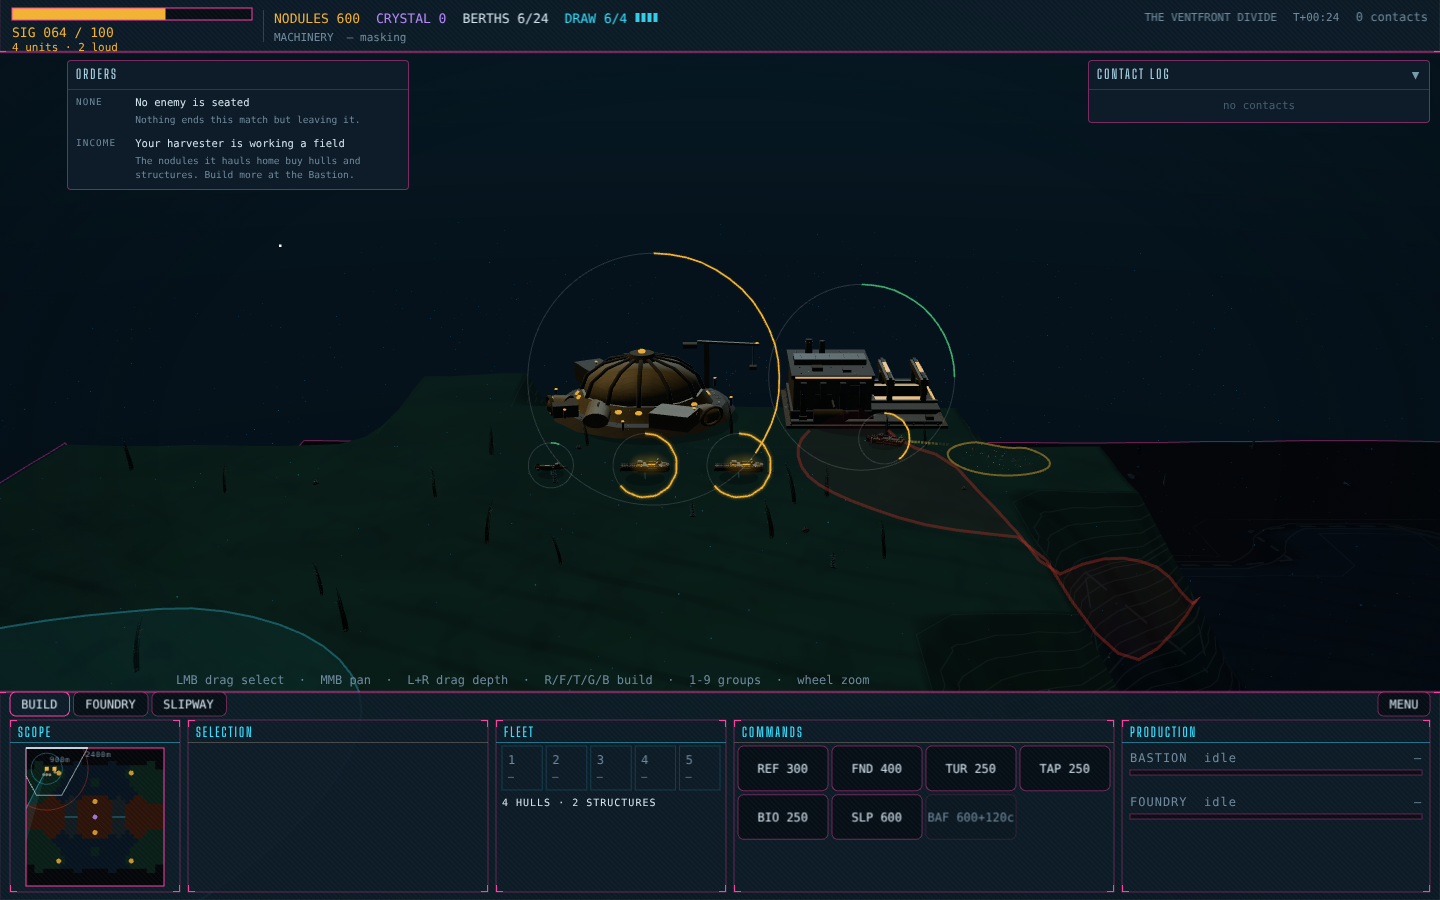 SIG 064 / 100
4 units · 2 loud
NODULES 600 CRYSTAL 0 BERTHS 6/24 DRAW 6/4
MACHINERY — masking
THE VENTFRONT DIVIDE T+00:24 0 contacts
ORDERS
NONE No enemy is seated
Nothing ends this match but leaving it.
INCOME Your harvester is working a field
The nodules it hauls home buy hulls and
structures. Build more at the Bastion.
CONTACT LOG ▼
no contacts
LMB drag select · MMB pan · L+R drag depth · R/F/T/G/B build · 1-9 groups · wheel zoom
BUILD FOUNDRY SLIPWAY MENU
SCOPE
900m 2400m
SELECTION
FLEET
1 2 3 4 5
— — — — —
4 HULLS · 2 STRUCTURES
COMMANDS
REF 300 FND 400 TUR 250 TAP 250
BIO 250 SLP 600 BAF 600+120c
PRODUCTION
BASTION idle —
FOUNDRY idle —